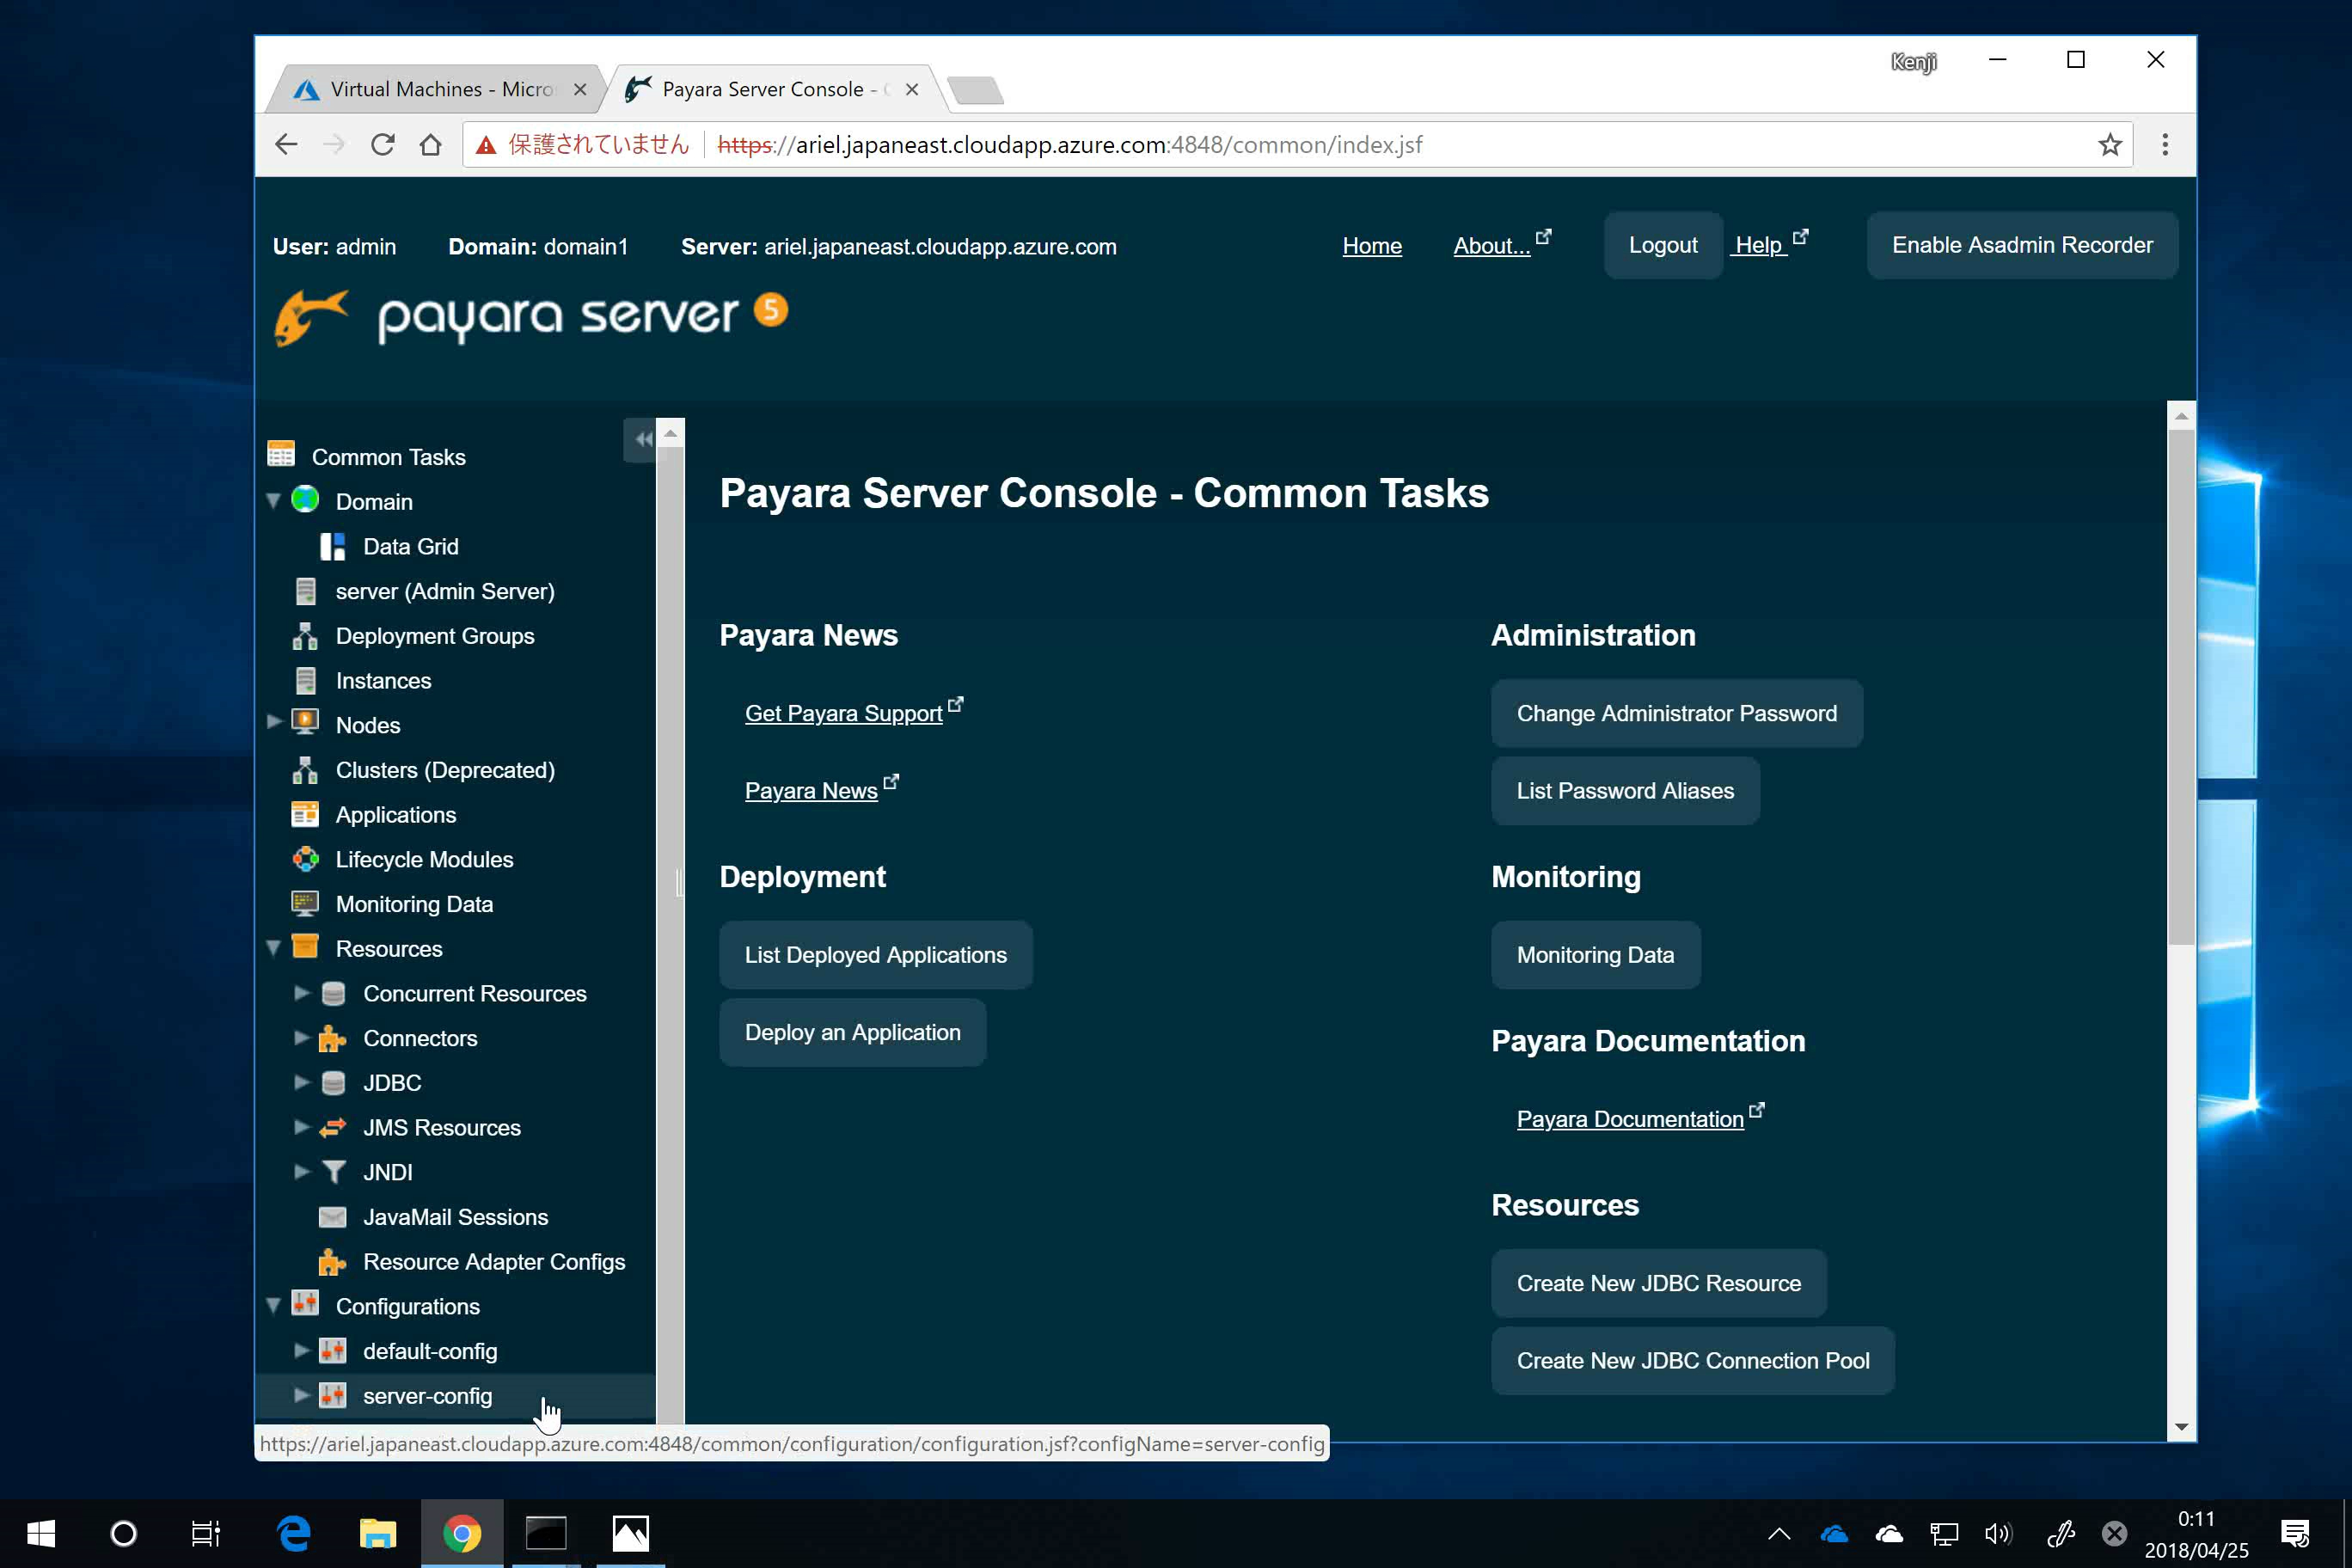 Kenji
Virtual Machines - Micro
Payara Server Console -
保護されていません https://ariel.japaneast.cloudapp.azure.com:4848/common/index.jsf
User: admin Domain: domain1 Server: ariel.japaneast.cloudapp.azure.com Home About... Logout Help Enable Asadmin Recorder
payara server 5
Common Tasks
Domain
Data Grid
server (Admin Server)
Deployment Groups
Instances
Nodes
Clusters (Deprecated)
Applications
Lifecycle Modules
Monitoring Data
Resources
Concurrent Resources
Connectors
JDBC
JMS Resources
JNDI
JavaMail Sessions
Resource Adapter Configs
Configurations
default-config
server-config
Payara Server Console - Common Tasks
Payara News
Get Payara Support
Payara News
Deployment
List Deployed Applications
Deploy an Application
Administration
Change Administrator Password
List Password Aliases
Monitoring
Monitoring Data
Payara Documentation
Payara Documentation
Resources
Create New JDBC Resource
Create New JDBC Connection Pool
https://ariel.japaneast.cloudapp.azure.com:4848/common/configuration/configuration.jsf?configName=server-config
0:11
2018/04/25